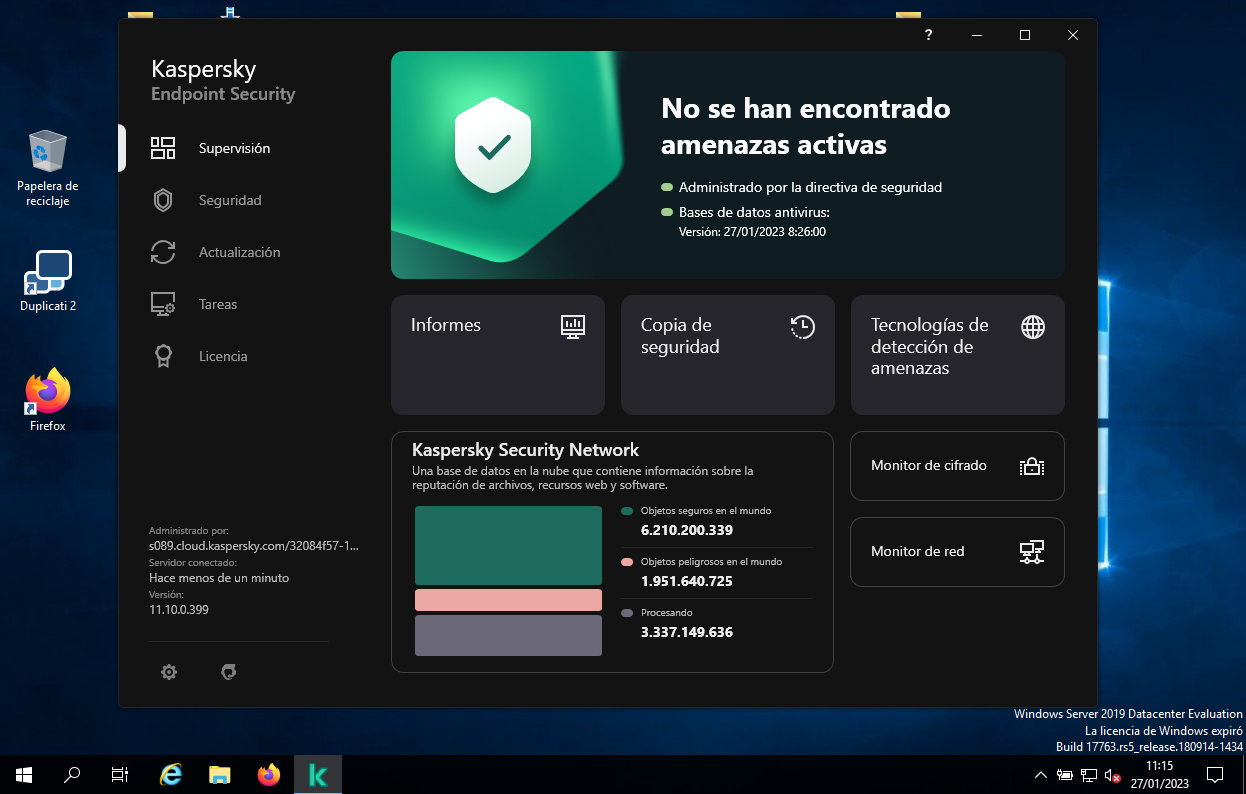 ?
Kaspersky
Endpoint Security
Supervisión
Seguridad
Actualización
Tareas
Licencia
No se han encontrado
amenazas activas
Administrado por la directiva de seguridad
Bases de datos antivirus:
Versión: 27/01/2023 8:26:00
Informes
Copia de
seguridad
Tecnologías de
detección de
amenazas
Kaspersky Security Network
Una base de datos en la nube que contiene información sobre la
reputación de archivos, recursos web y software.
Objetos seguros en el mundo
6.210.200.339
Objetos peligrosos en el mundo
1.951.640.725
Procesando
3.337.149.636
Monitor de cifrado
Monitor de red
Administrado por:
s089.cloud.kaspersky.com/32084f57-1...
Servidor conectado:
Hace menos de un minuto
Versión:
11.10.0.399
Papelera de
reciclaje
Duplicati 2
Firefox
Windows Server 2019 Datacenter Evaluation
La licencia de Windows expiró
Build 17763.rs5_release.180914-1434
11:15
27/01/2023